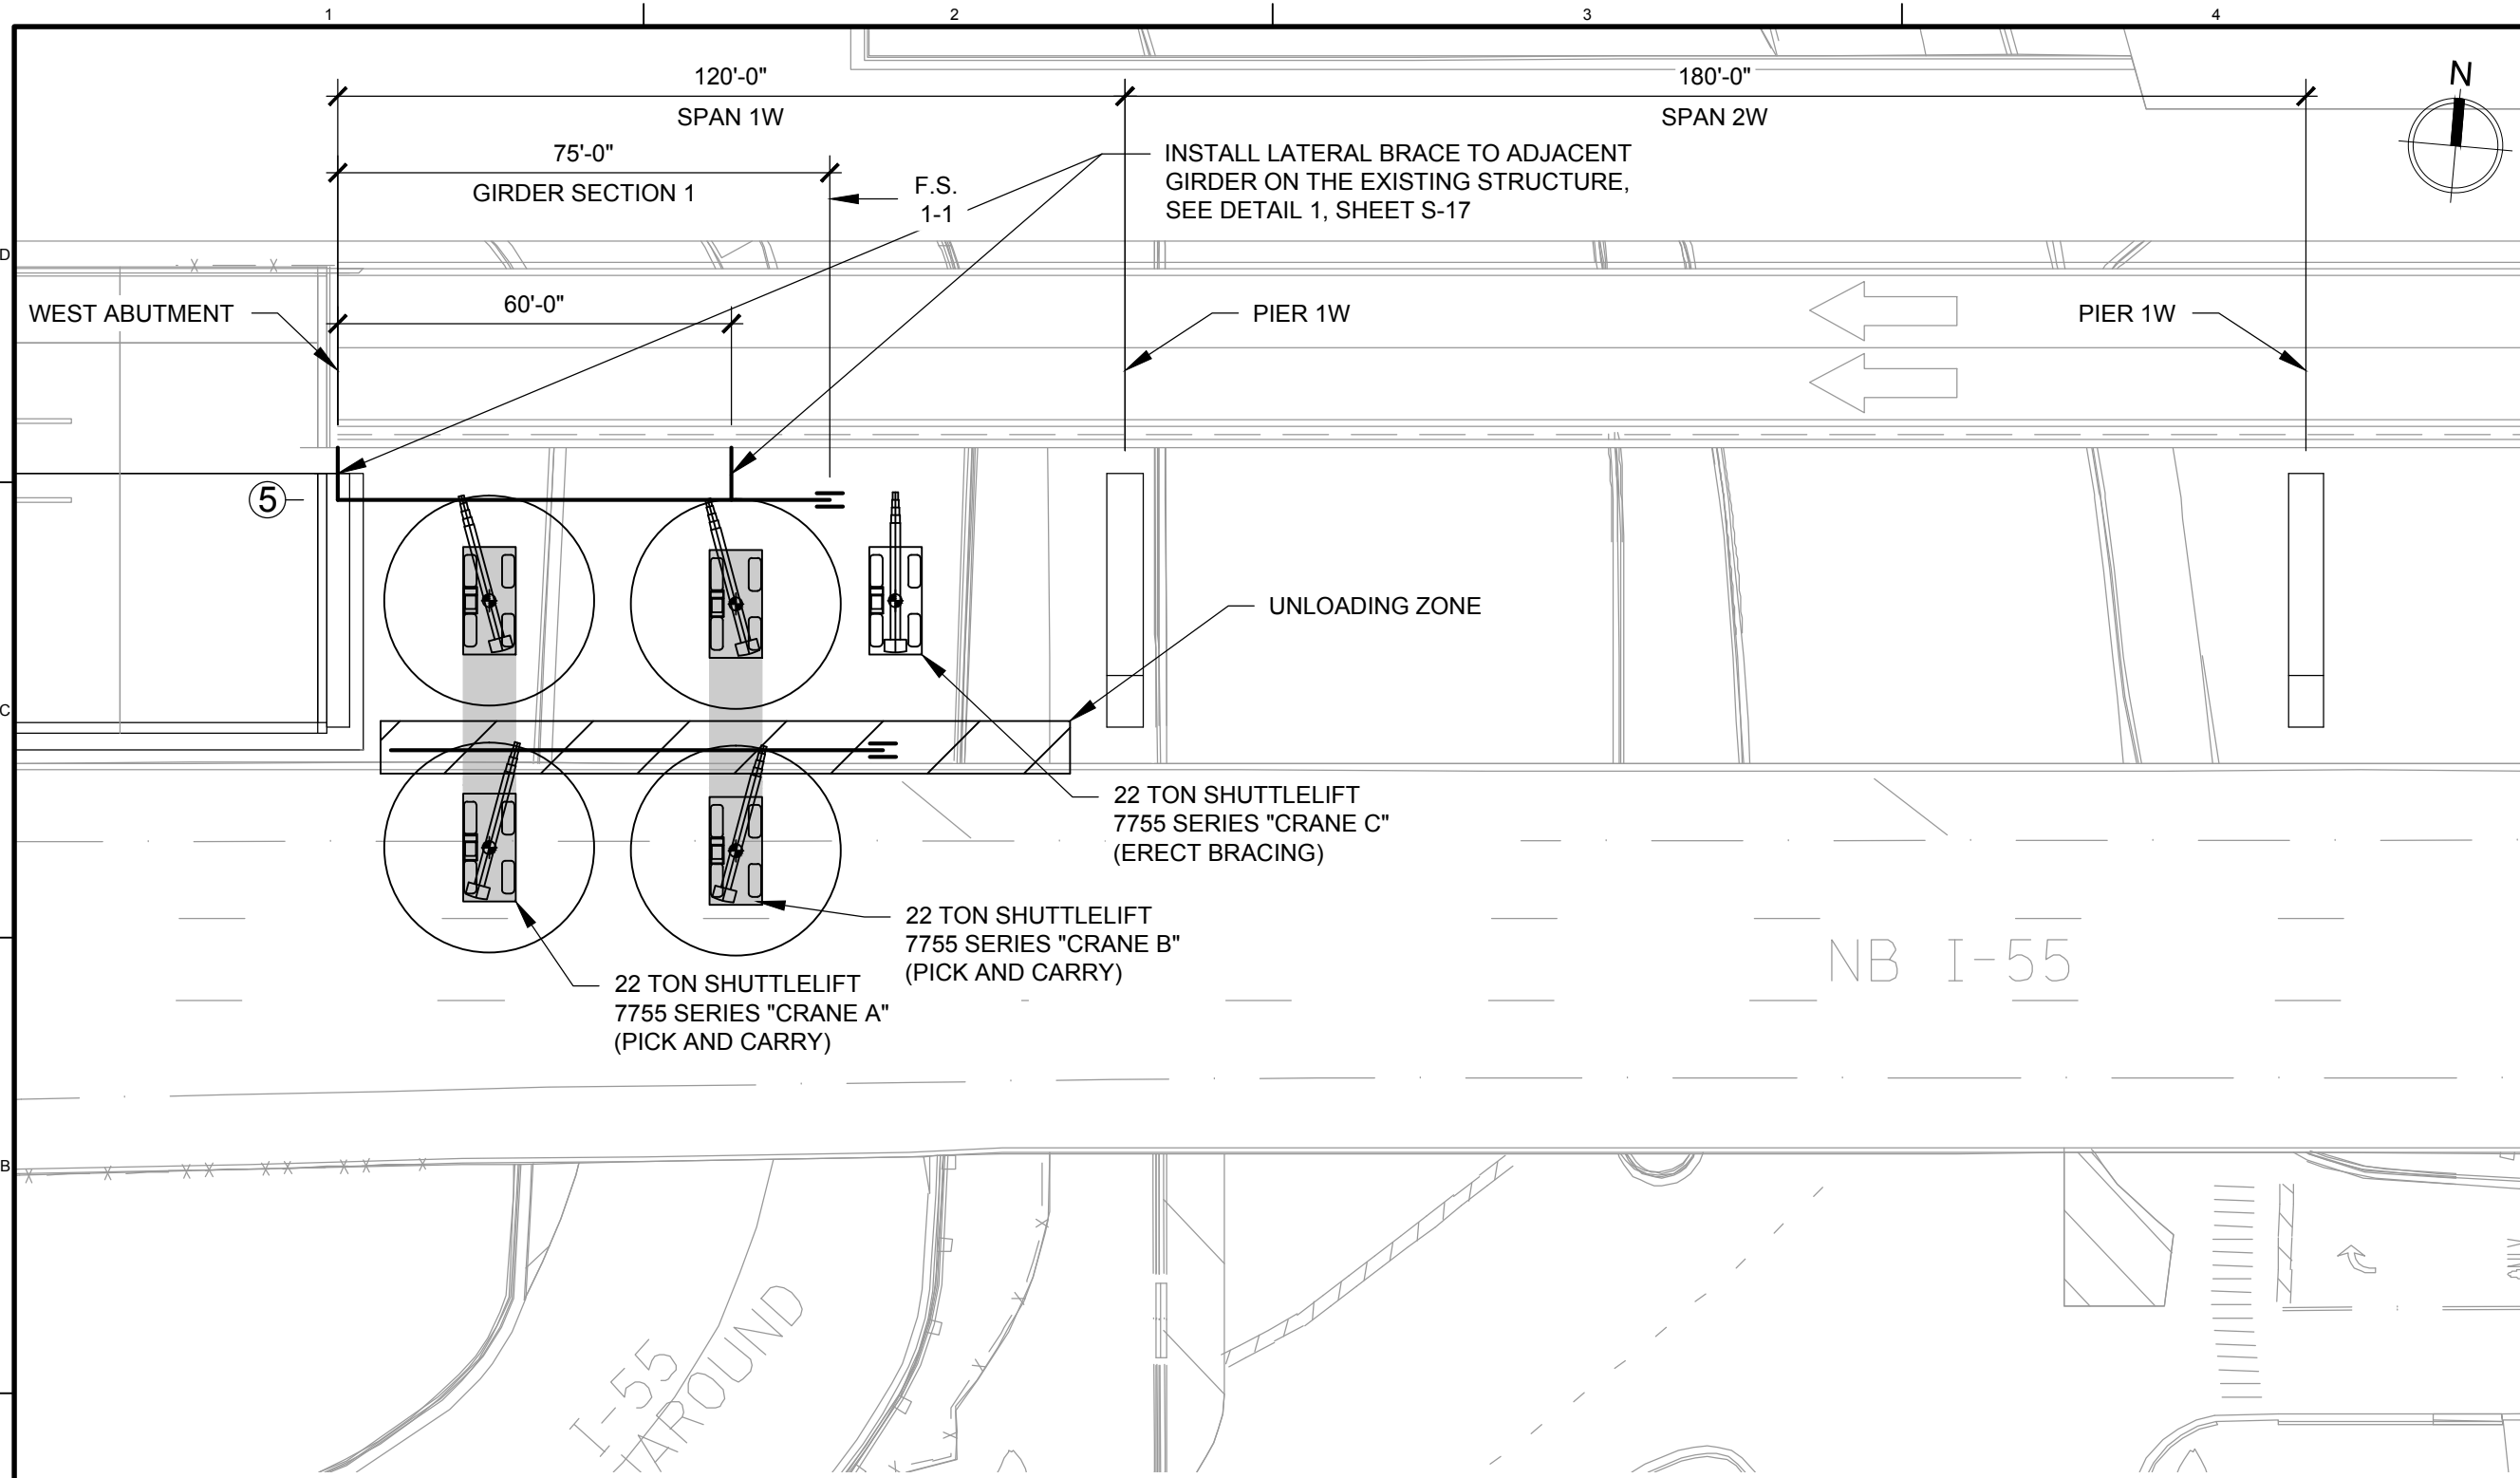 1
2
3
4
120'-0"
SPAN 1W
180'-0"
SPAN 2W
N
75'-0"
GIRDER SECTION 1
F.S.
1-1
INSTALL LATERAL BRACE TO ADJACENT
GIRDER ON THE EXISTING STRUCTURE,
SEE DETAIL 1, SHEET S-17
D
WEST ABUTMENT
60'-0"
PIER 1W
PIER 1W
5
UNLOADING ZONE
C
22 TON SHUTTLELIFT
7755 SERIES "CRANE C"
(ERECT BRACING)
22 TON SHUTTLELIFT
7755 SERIES "CRANE B"
(PICK AND CARRY)
NB I-55
22 TON SHUTTLELIFT
7755 SERIES "CRANE A"
(PICK AND CARRY)
B
I-55